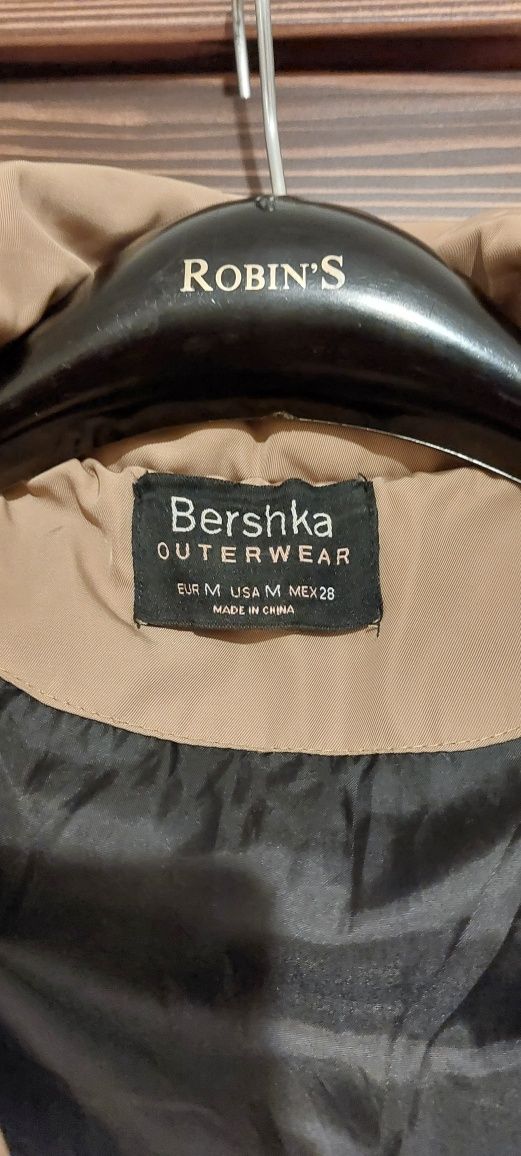 ROBIN'S
Bershka
OUTERWEAR
EUR M USA M MEX 28
MADE IN CHINA